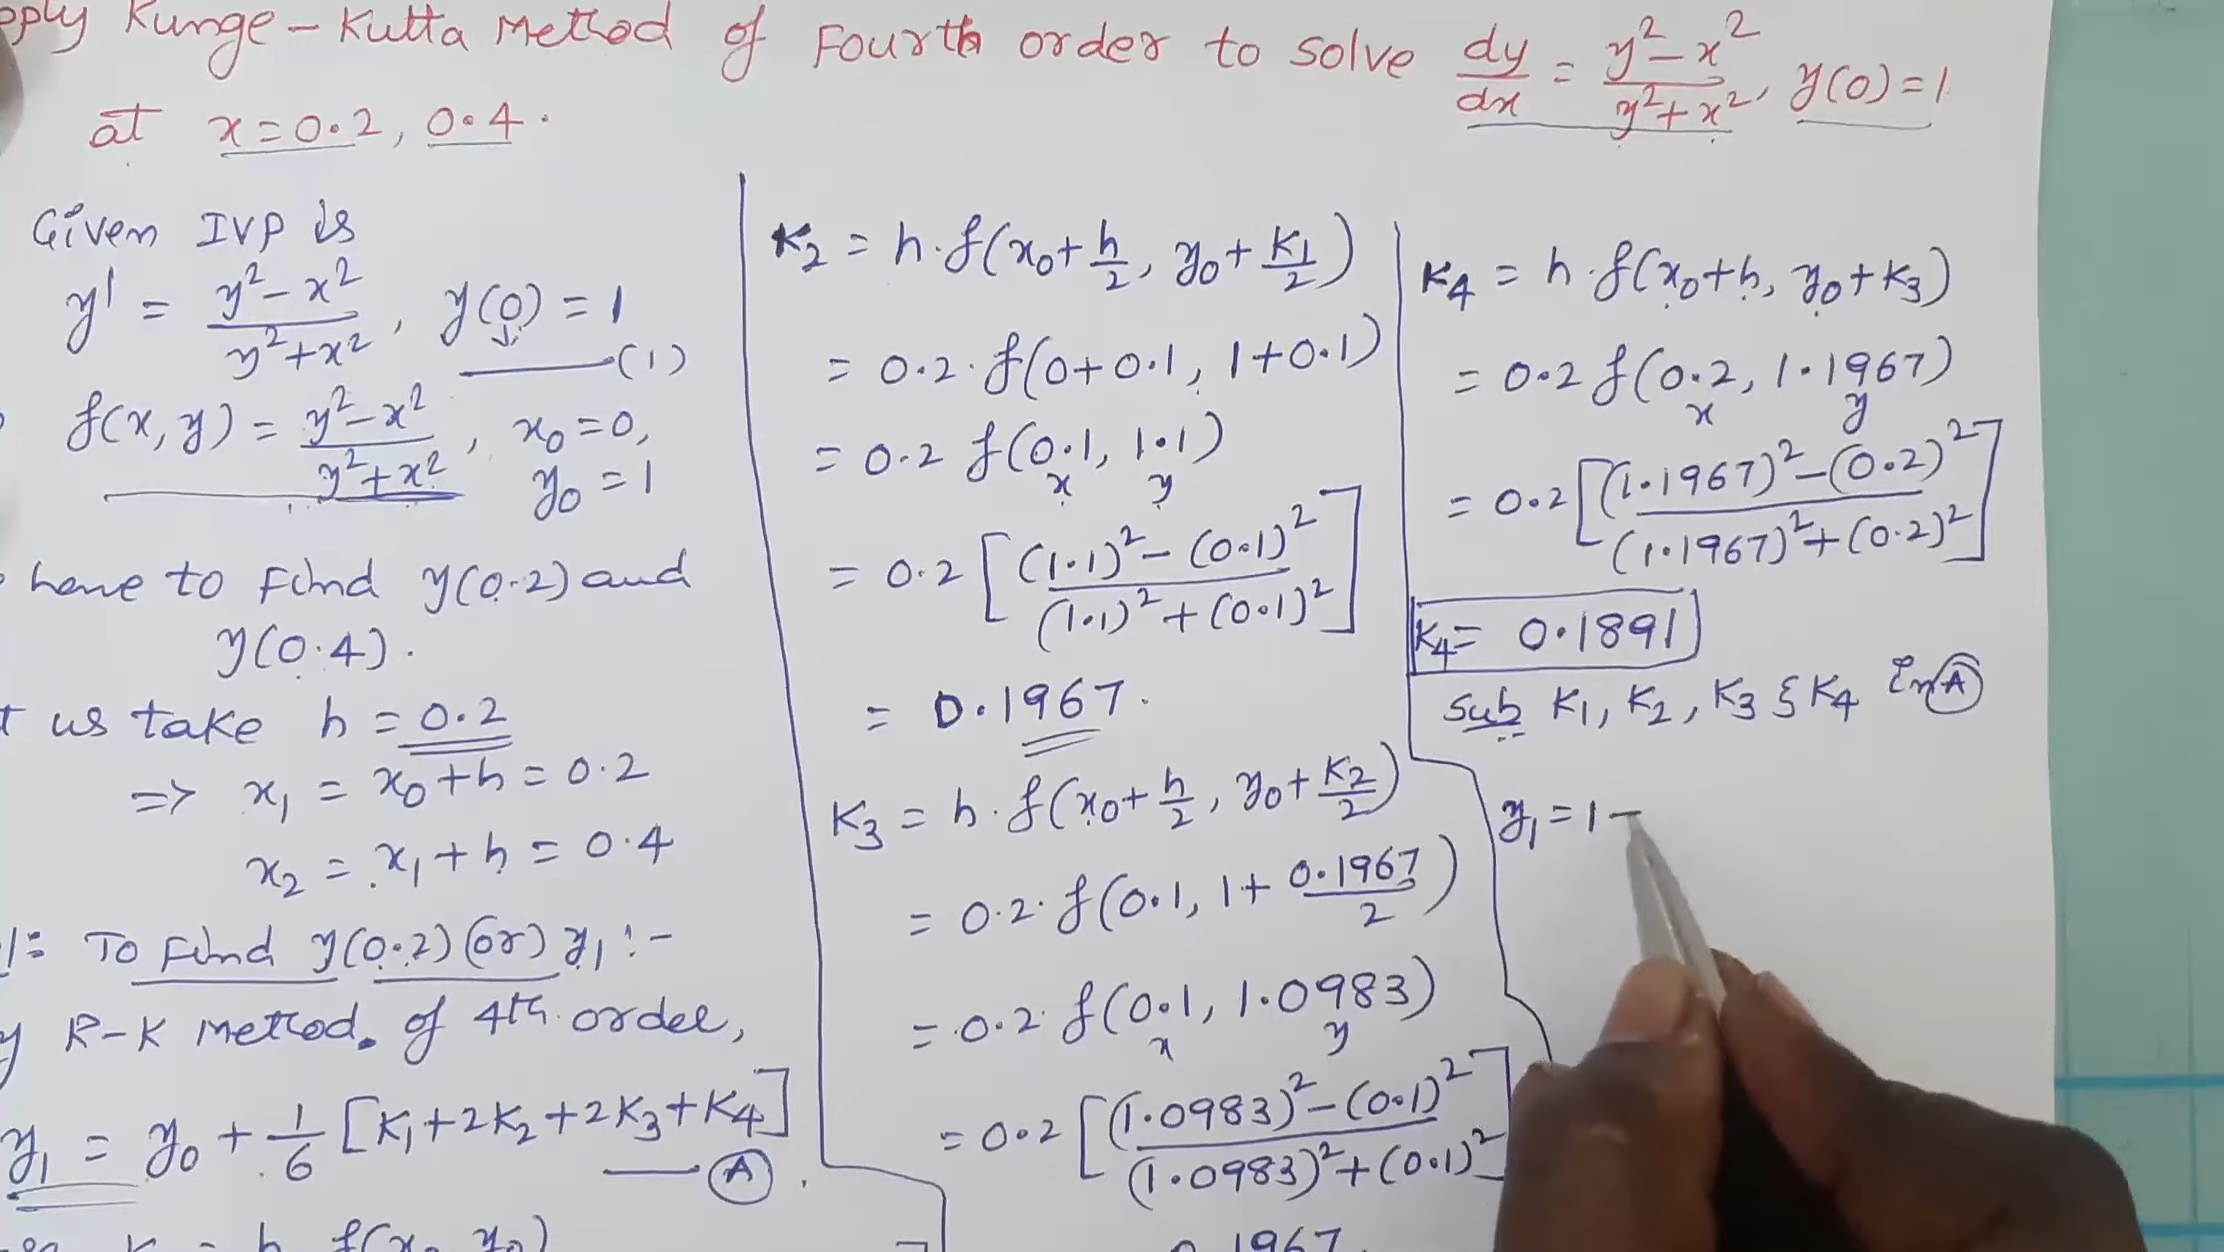 pply Runge-Kutta Method of Fourth order to solve dy/dx = (y²-x²)/(y²+x²), y(0)=1
at x=0.2, 0.4.
Given IVP is
y' = (y²-x²)/(y²+x²), y(0)=1
(1)
f(x,y) = (y²-x²)/(y²+x²), x₀=0,
y₀=1
have to Find y(0.2) and
y(0.4).
t us take h = 0.2
=> x₁ = x₀+h = 0.2
x₂ = x₁+h = 0.4
1: To Find y(0.2) (or) y₁ :-
y R-K Method of 4th order,
y₁ = y₀ + 1/6 [K₁+2K₂+2K₃+K₄]
(A)
K₂ = h.f(x₀+h/2, y₀+K₁/2)
= 0.2.f(0+0.1, 1+0.1)
= 0.2 f(0.1, 1.1)
x y
= 0.2 [((1.1)²-(0.1)²)/((1.1)²+(0.1)²)]
= 0.1967.
K₃ = h.f(x₀+h/2, y₀+K₂/2)
= 0.2.f(0.1, 1+0.1967/2)
= 0.2 f(0.1, 1.0983)
x y
= 0.2 [((1.0983)²-(0.1)²)/((1.0983)²+(0.1)²)]
0.1967.
K₄ = h.f(x₀+h, y₀+K₃)
= 0.2 f(0.2, 1.1967)
x y
= 0.2 [((1.1967)²-(0.2)²)/((1.1967)²+(0.2)²)]
K₄= 0.1891
Sub K₁, K₂, K₃ & K₄ in (A)
y₁ = 1 -